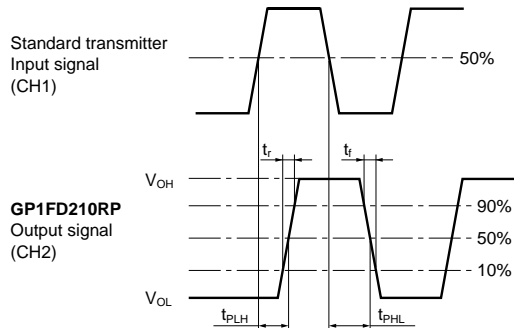 Standard transmitter
Input signal
(CH1)
50%
tr
tf
VOH
GP1FD210RP
Output signal
(CH2)
90%
50%
10%
VOL
tPLH
tPHL